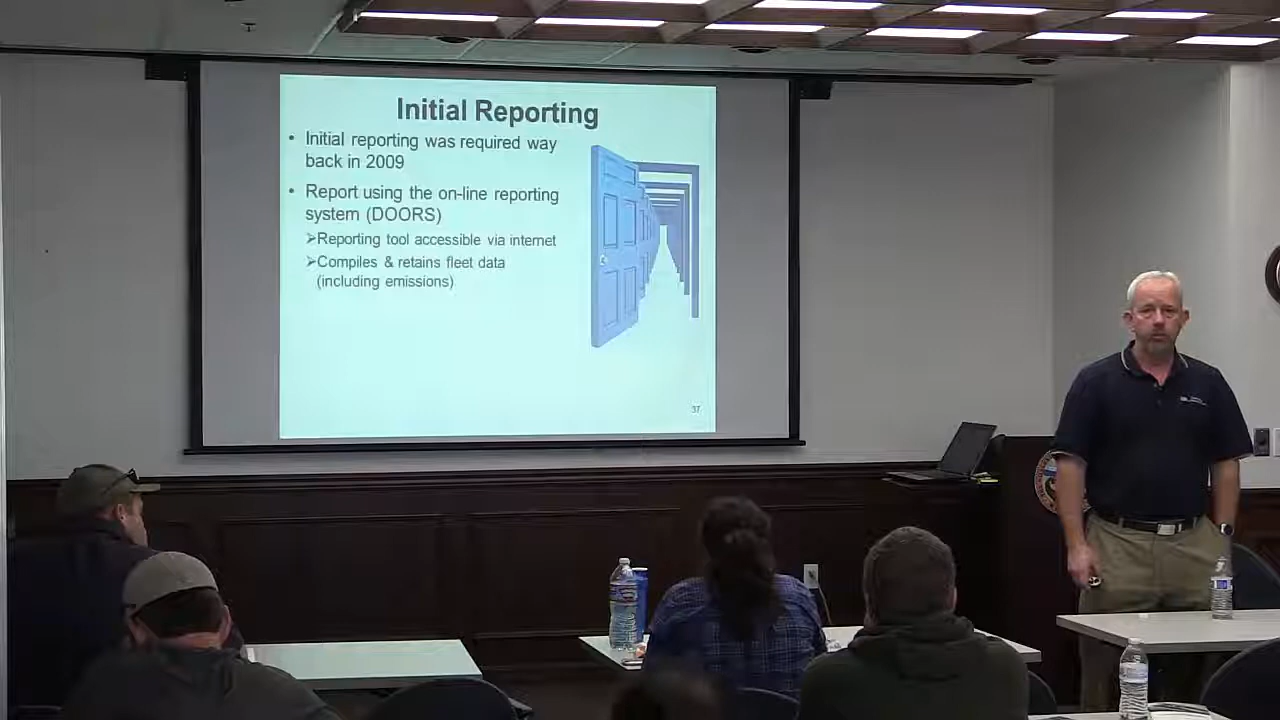 Initial Reporting
• Initial reporting was required way
back in 2009
• Report using the on-line reporting
system (DOORS)
➢Reporting tool accessible via internet
➢Compiles & retains fleet data
(including emissions)
37